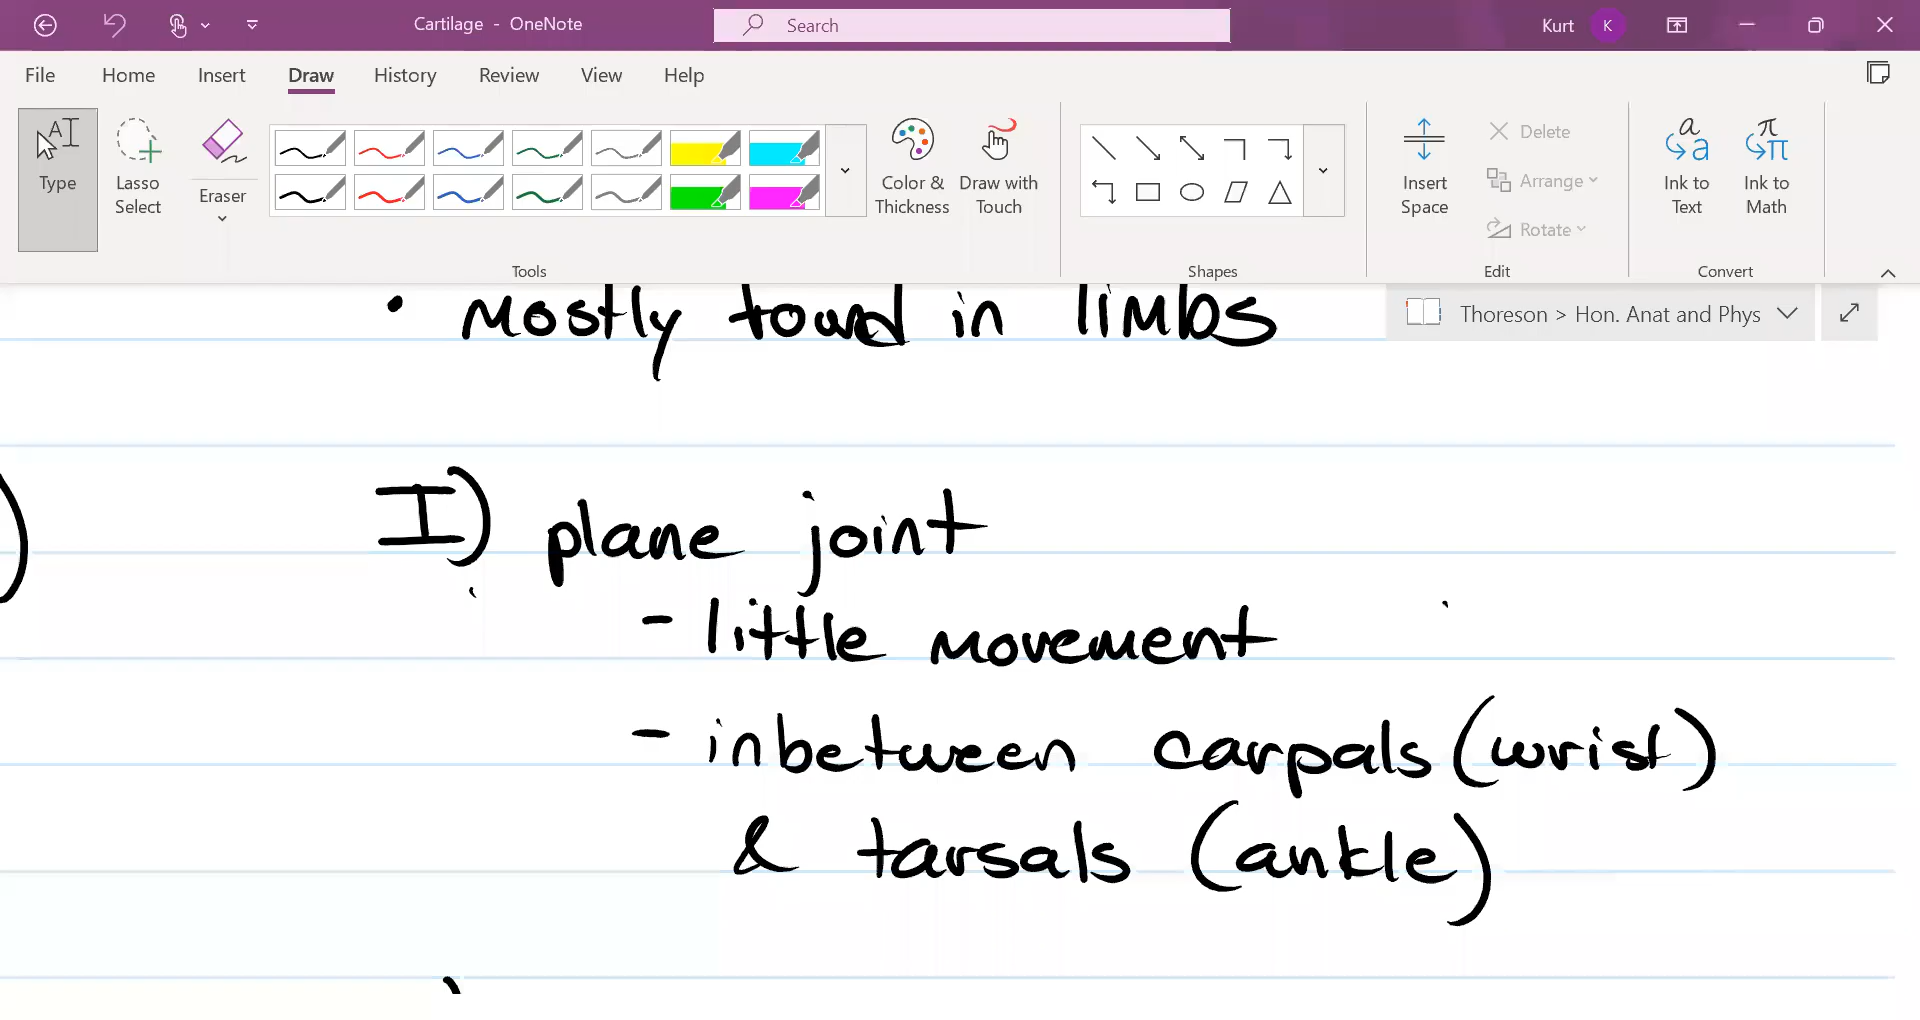 Cartilage - OneNote
Search
Kurt
K
File Home Insert Draw History Review View Help
Type
Lasso Select
Eraser
Color & Thickness
Draw with Touch
Insert Space
Delete
Arrange
Rotate
Ink to Text
Ink to Math
Tools
Shapes
Edit
Convert
Thoreson > Hon. Anat and Phys
• Mostly found in limbs
I) plane joint
- little movement
- inbetween carpals (wrist)
& tarsals (ankle)